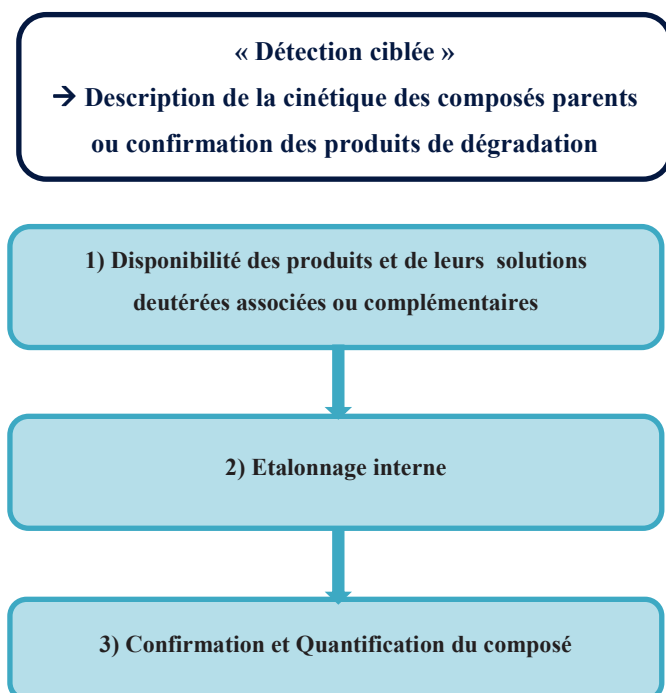 « Détection ciblée »
→ Description de la cinétique des composés parents
ou confirmation des produits de dégradation
1) Disponibilité des produits et de leurs solutions
deutérées associées ou complémentaires
2) Etalonnage interne
3) Confirmation et Quantification du composé